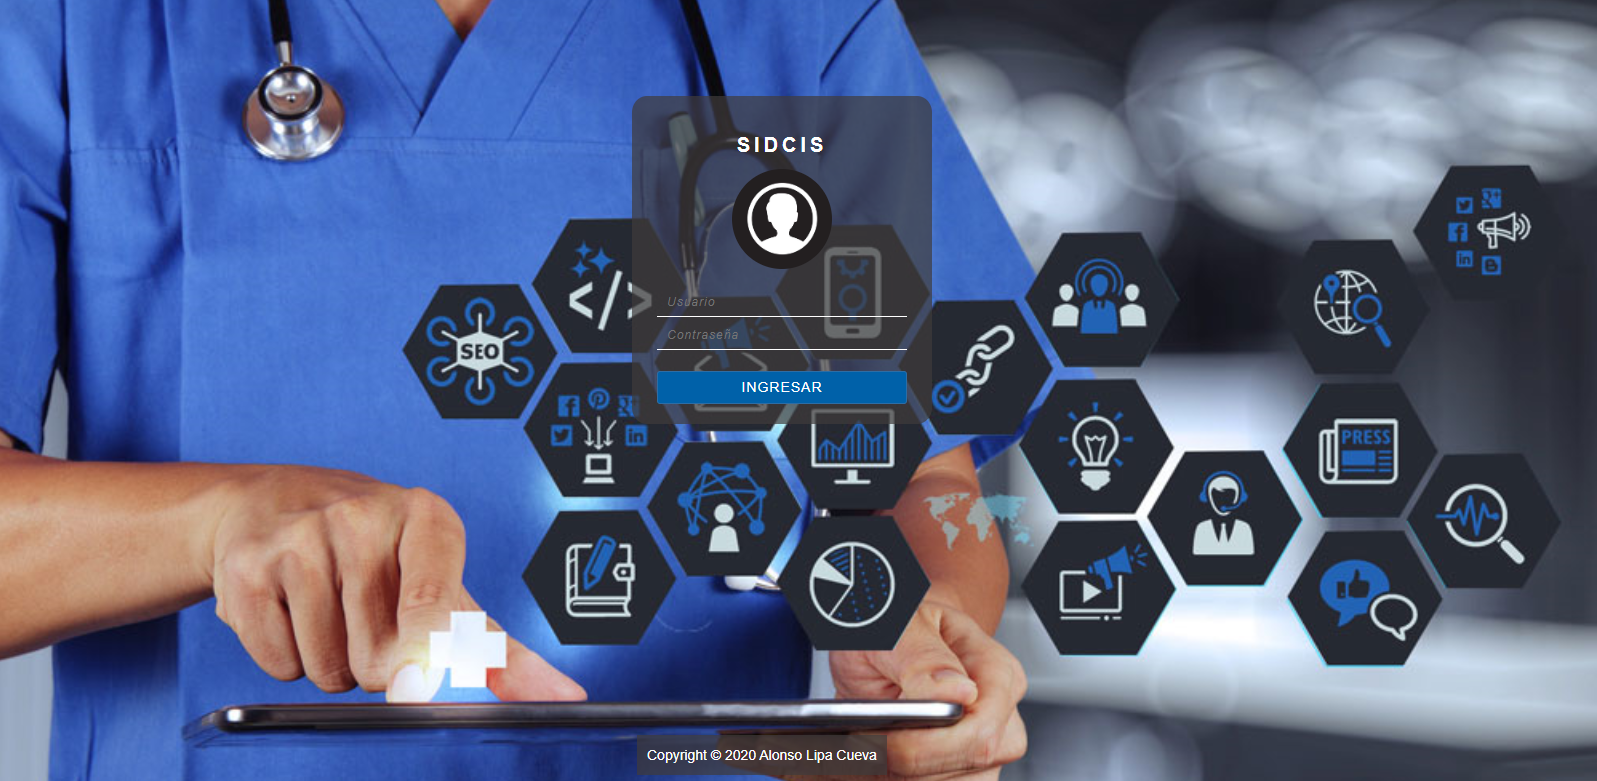 SIDCIS
Usuario
Contraseña
INGRESAR
SEO
PRESS
Copyright © 2020 Alonso Lipa Cueva